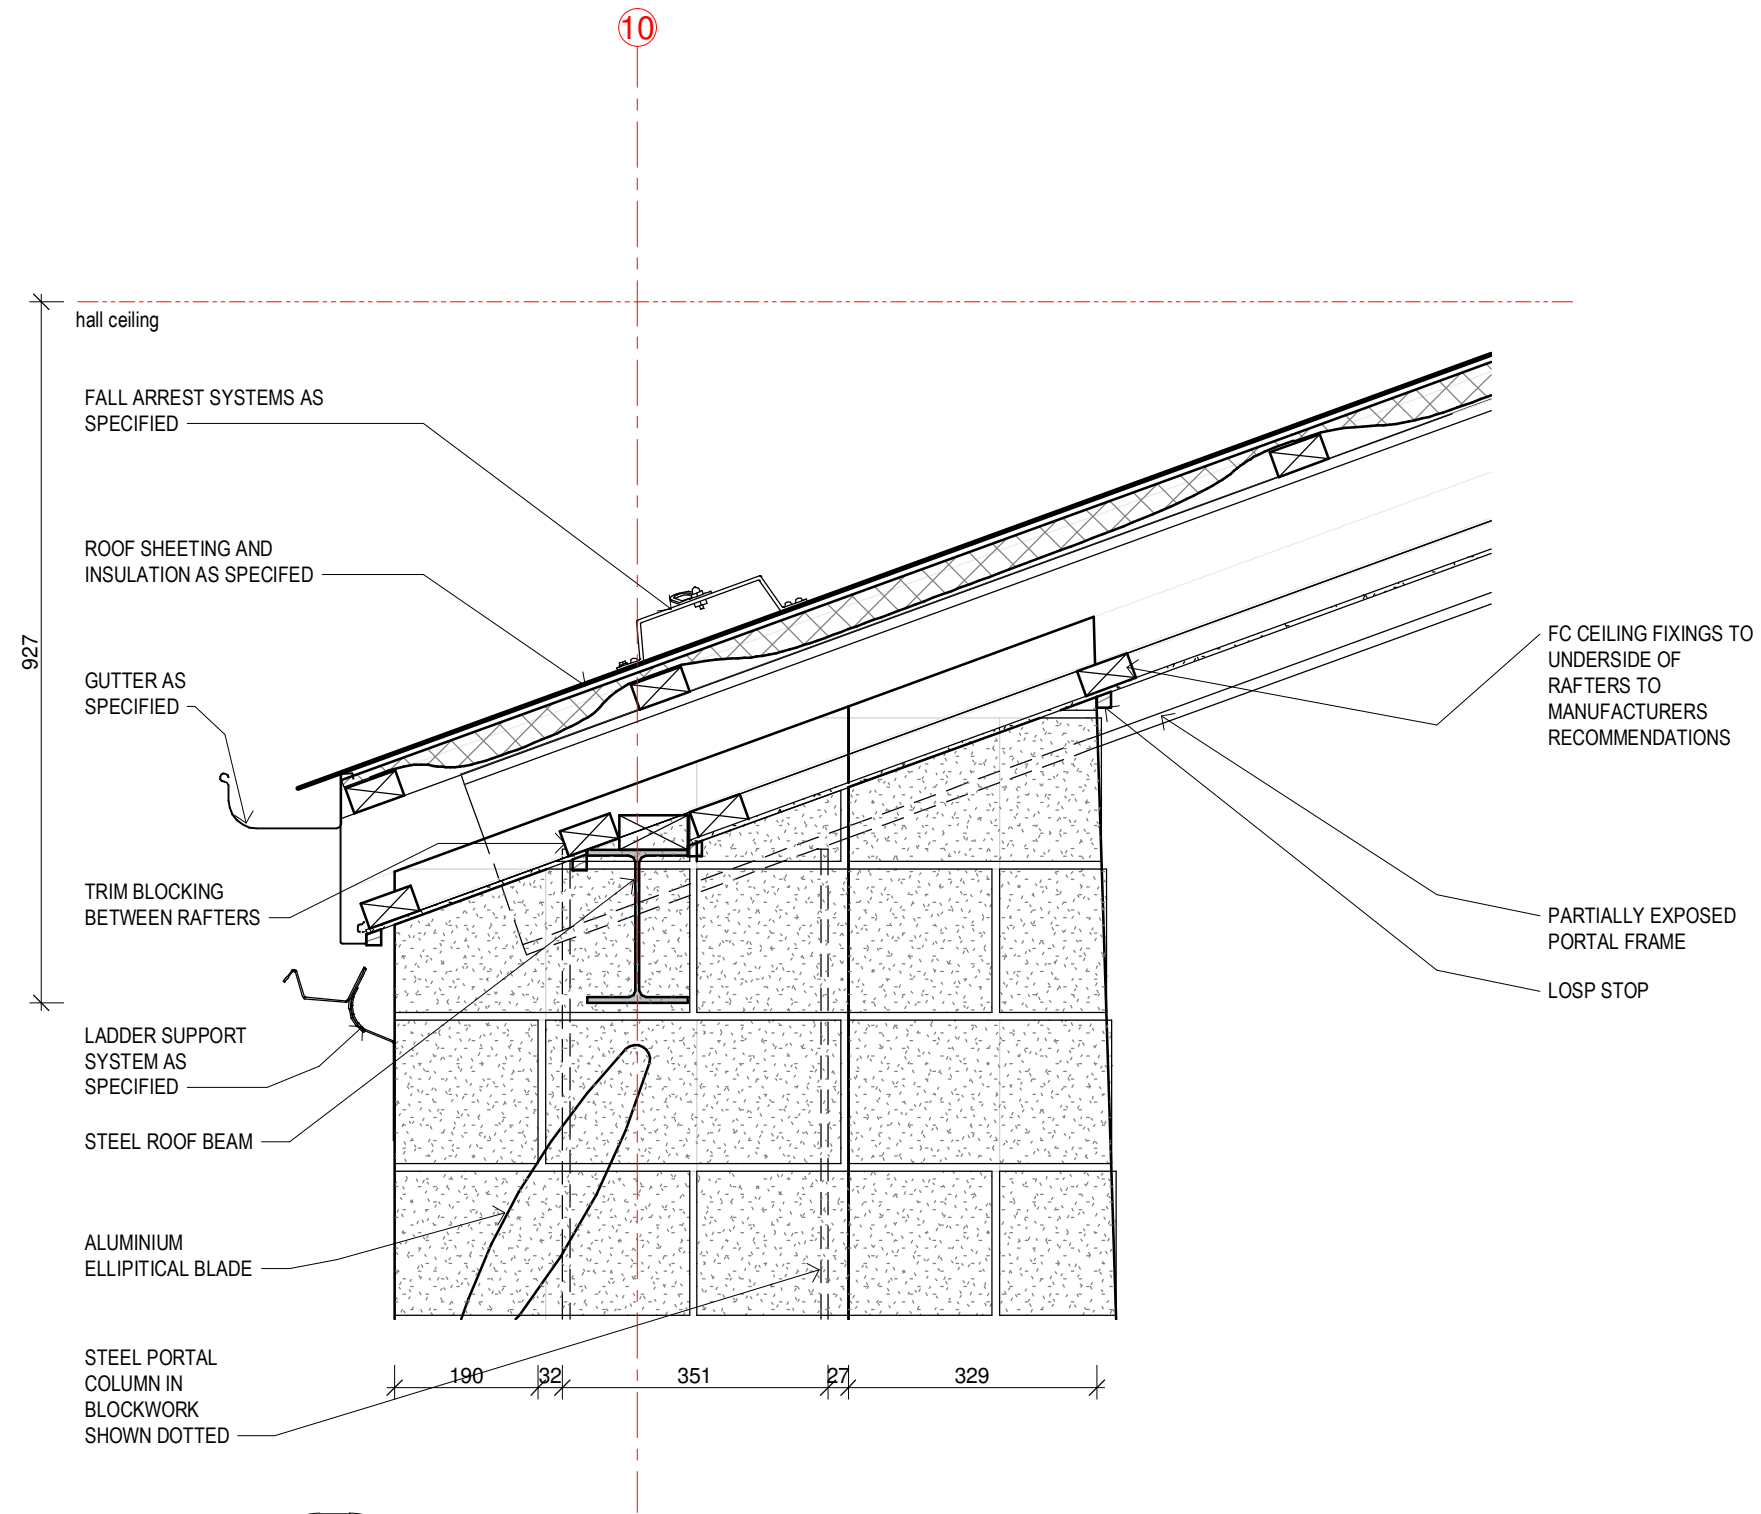 10
hall ceiling
FALL ARREST SYSTEMS AS
SPECIFIED
ROOF SHEETING AND
INSULATION AS SPECIFED
927
GUTTER AS
SPECIFIED
TRIM BLOCKING
BETWEEN RAFTERS
LADDER SUPPORT
SYSTEM AS
SPECIFIED
STEEL ROOF BEAM
ALUMINIUM
ELLIPITICAL BLADE
STEEL PORTAL
COLUMN IN
BLOCKWORK
SHOWN DOTTED
190
32
351
27
329
FC CEILING FIXINGS TO
UNDERSIDE OF
RAFTERS TO
MANUFACTURERS
RECOMMENDATIONS
PARTIALLY EXPOSED
PORTAL FRAME
LOSP STOP